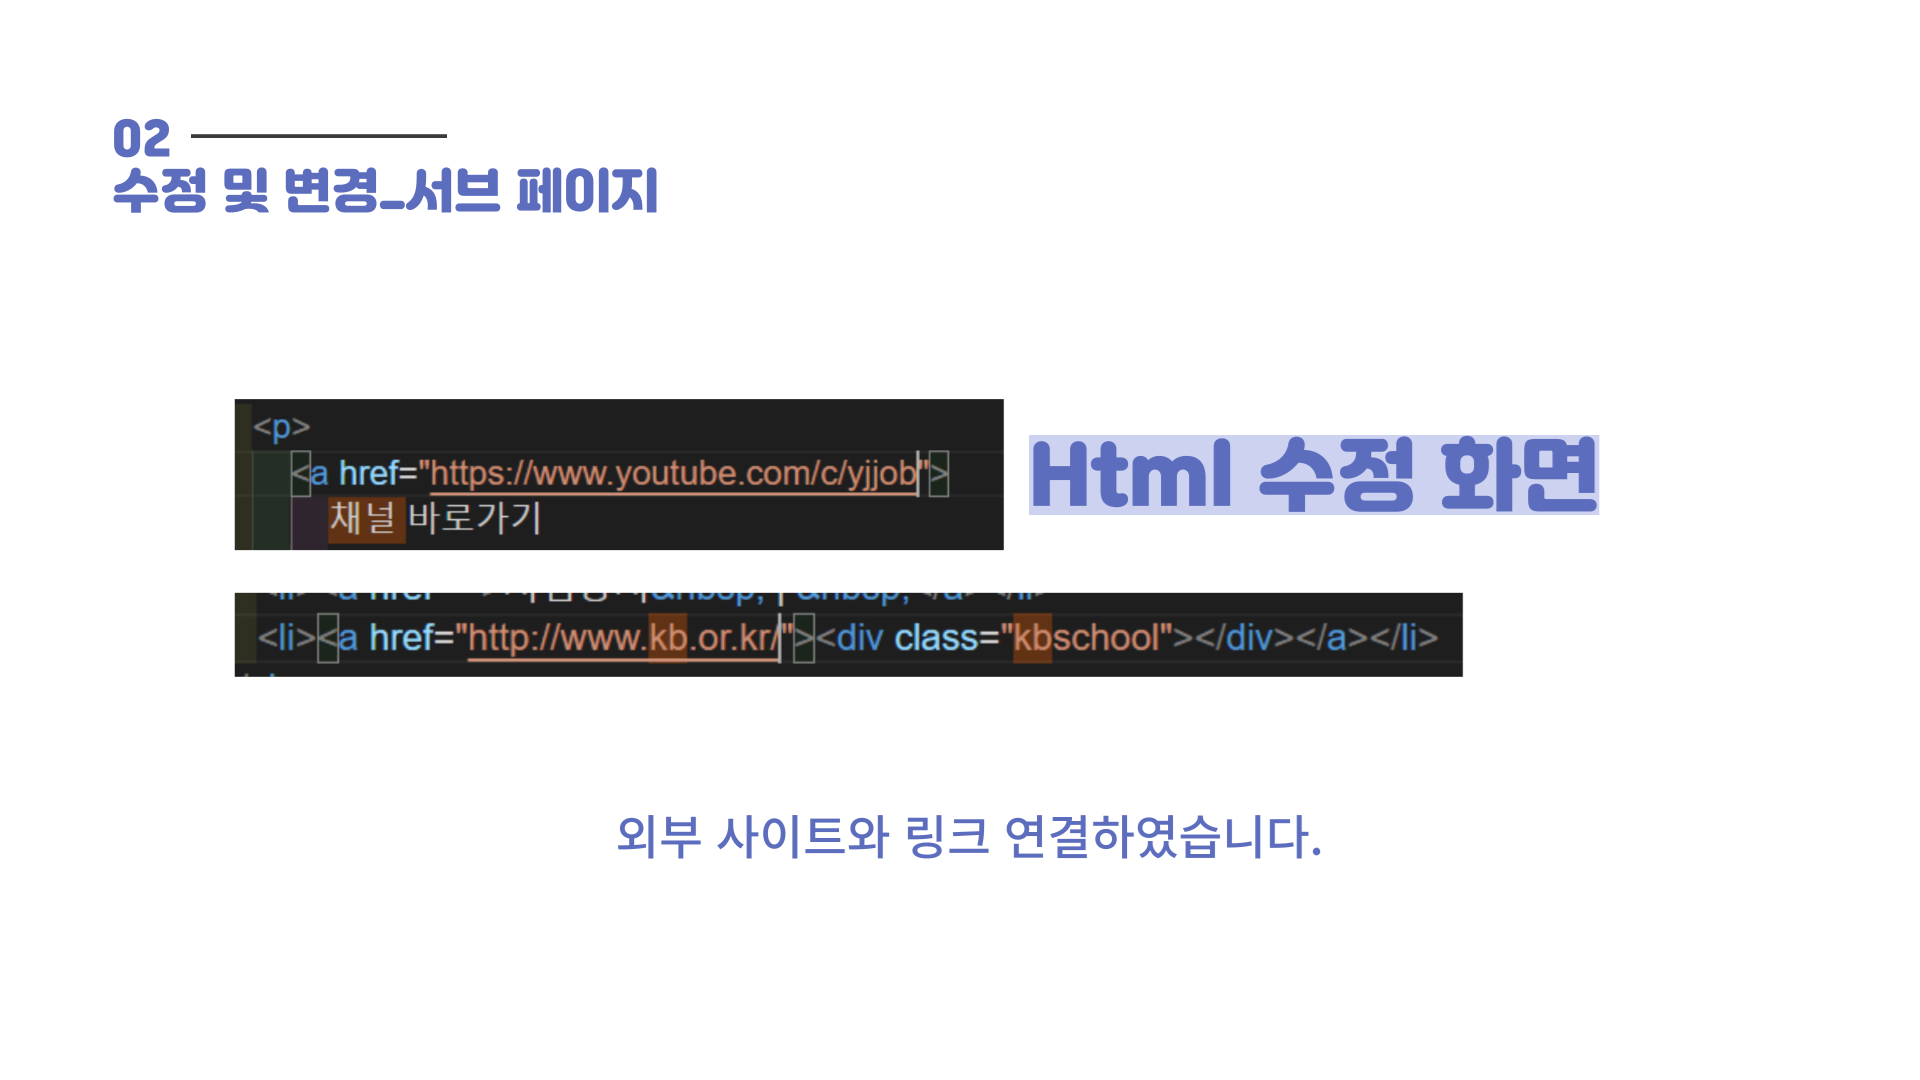 02
수정 및 변경_서브 페이지
<p>
<a href="https://www.youtube.com/c/yjjob">
채널 바로가기
Html 수정 화면
<li><a href="http://www.kb.or.kr/"><div class="kbschool"></div></a></li>
외부 사이트와 링크 연결하였습니다.